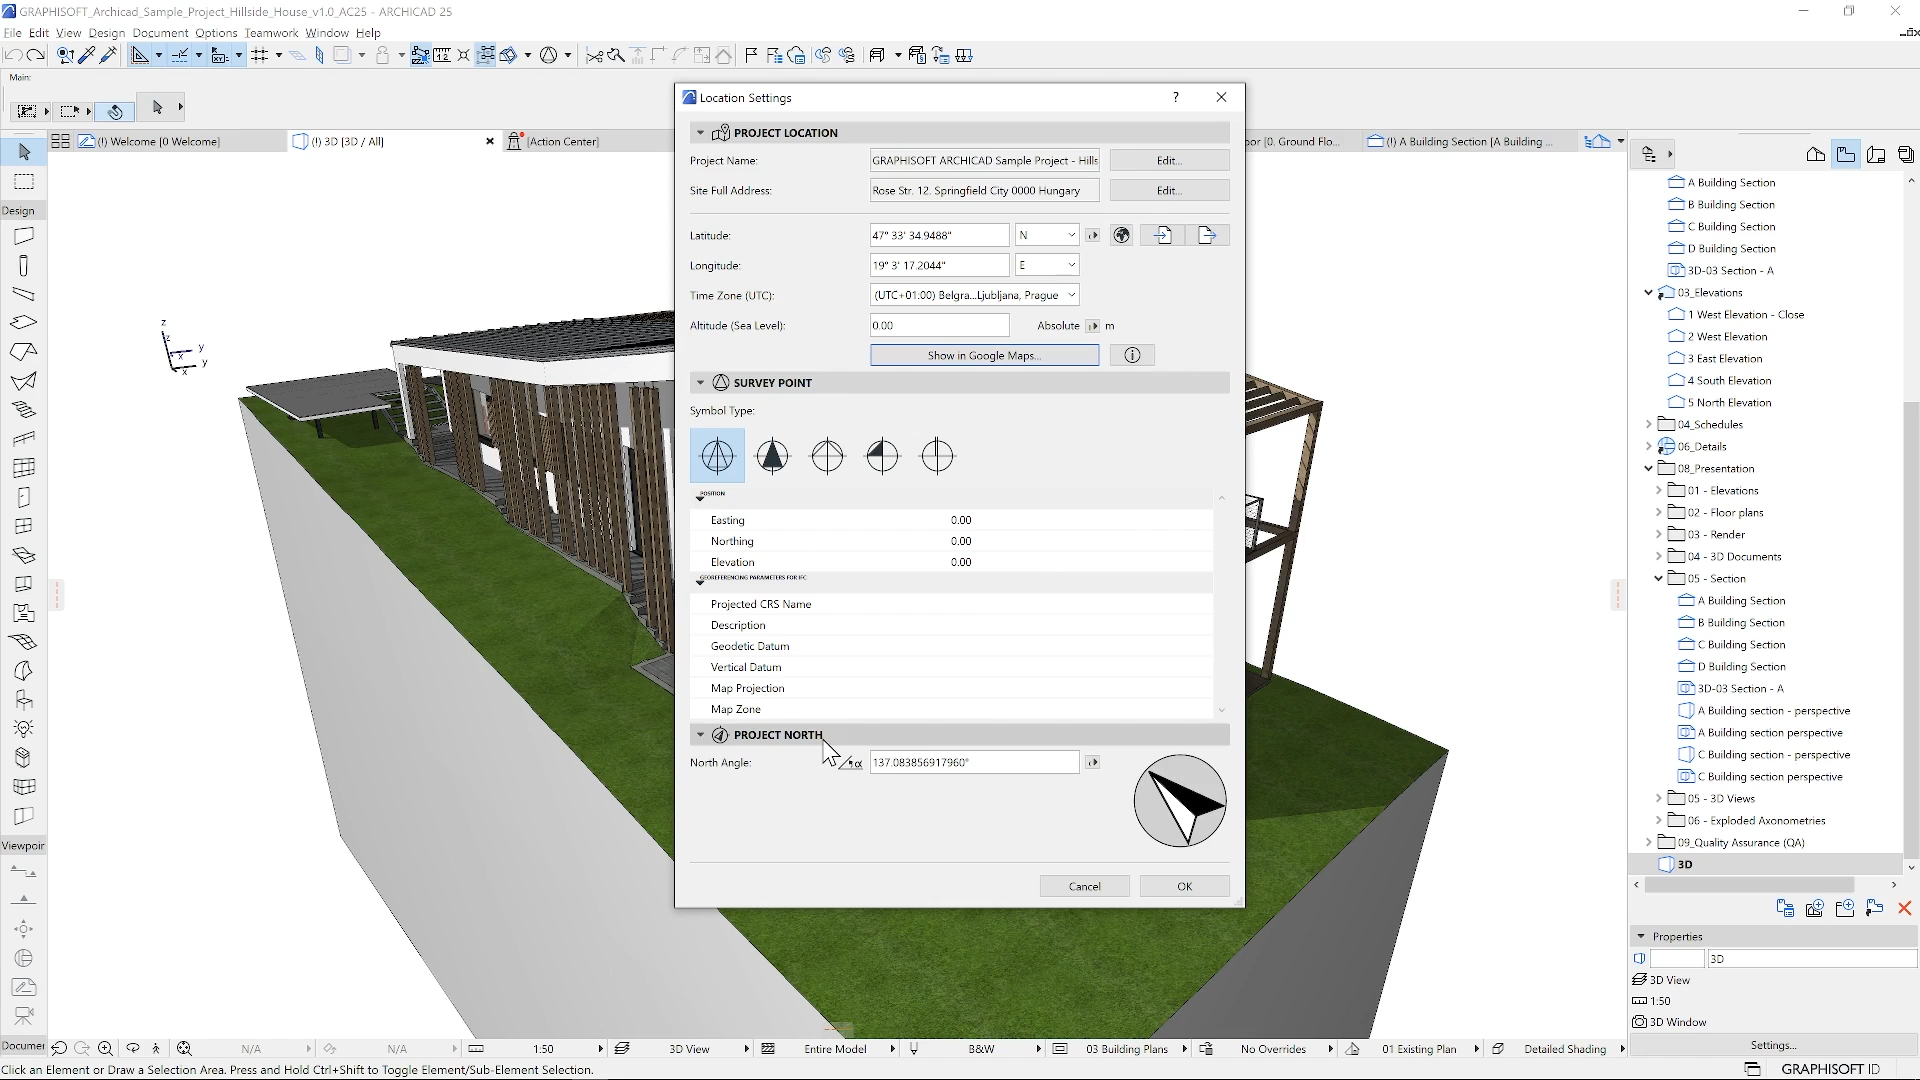 GRAPHISOFT_Archicad_Sample_Project_Hillside_House_v1.0_AC25 - ARCHICAD 25
File Edit View Design Document Options Teamwork Window Help
Main:
(!) Welcome [0 Welcome]
(!) 3D [3D / All]
[Action Center]
oor [0. Ground Flo...
(!) A Building Section [A Building ...
Design
Viewpoir
Documer
z
z
y
x
y
x
Location Settings
?
PROJECT LOCATION
Project Name:
GRAPHISOFT ARCHICAD Sample Project - Hills
Edit...
Site Full Address:
Rose Str. 12. Springfield City 0000 Hungary
Edit...
Latitude:
47° 33' 34.9488"
N
Longitude:
19° 3' 17.2044"
E
Time Zone (UTC):
(UTC+01:00) Belgra...Ljubljana, Prague
Altitude (Sea Level):
0.00
Absolute
m
Show in Google Maps...
SURVEY POINT
Symbol Type:
POSITION
Easting 0.00
Northing 0.00
Elevation 0.00
GEOREFERENCING PARAMETERS FOR IFC
Projected CRS Name
Description
Geodetic Datum
Vertical Datum
Map Projection
Map Zone
PROJECT NORTH
North Angle:
α
137.083856917960°
Cancel
OK
A Building Section
B Building Section
C Building Section
D Building Section
3D-03 Section - A
03_Elevations
1 West Elevation - Close
2 West Elevation
3 East Elevation
4 South Elevation
5 North Elevation
04_Schedules
06_Details
08_Presentation
01 - Elevations
02 - Floor plans
03 - Render
04 - 3D Documents
05 - Section
A Building Section
B Building Section
C Building Section
D Building Section
3D-03 Section - A
A Building section - perspective
A Building section perspective
C Building section - perspective
C Building section perspective
05 - 3D Views
06 - Exploded Axonometries
09_Quality Assurance (QA)
3D
Properties
3D
3D View
1:50
3D Window
Settings...
N/A
N/A
1:50
3D View
Entire Model
B&W
03 Building Plans
No Overrides
01 Existing Plan
Detailed Shading
Click an Element or Draw a Selection Area. Press and Hold Ctrl+Shift to Toggle Element/Sub-Element Selection.
GRAPHISOFT ID